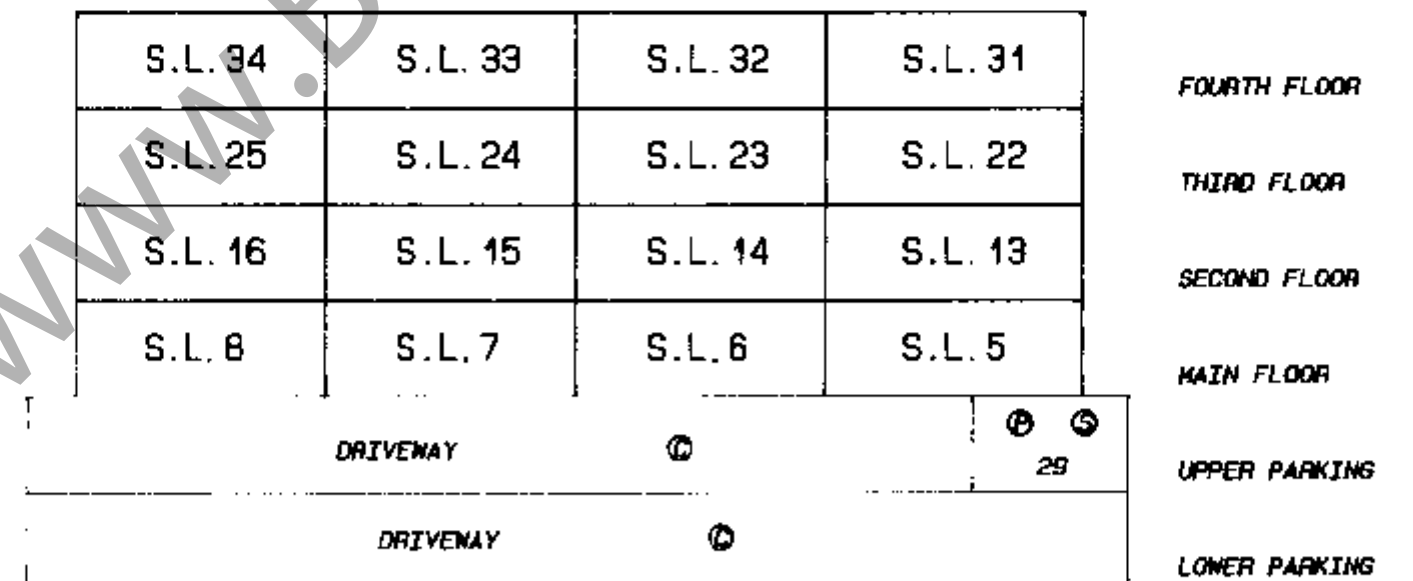 S.L. 34 S.L. 33 S.L. 32 S.L. 31
FOURTH FLOOR
S.L. 25 S.L. 24 S.L. 23 S.L. 22
THIRD FLOOR
S.L. 16 S.L. 15 S.L. 14 S.L. 13
SECOND FLOOR
S.L. 8 S.L. 7 S.L. 6 S.L. 5
MAIN FLOOR
DRIVEWAY C P S
29
UPPER PARKING
DRIVEWAY C
LOWER PARKING